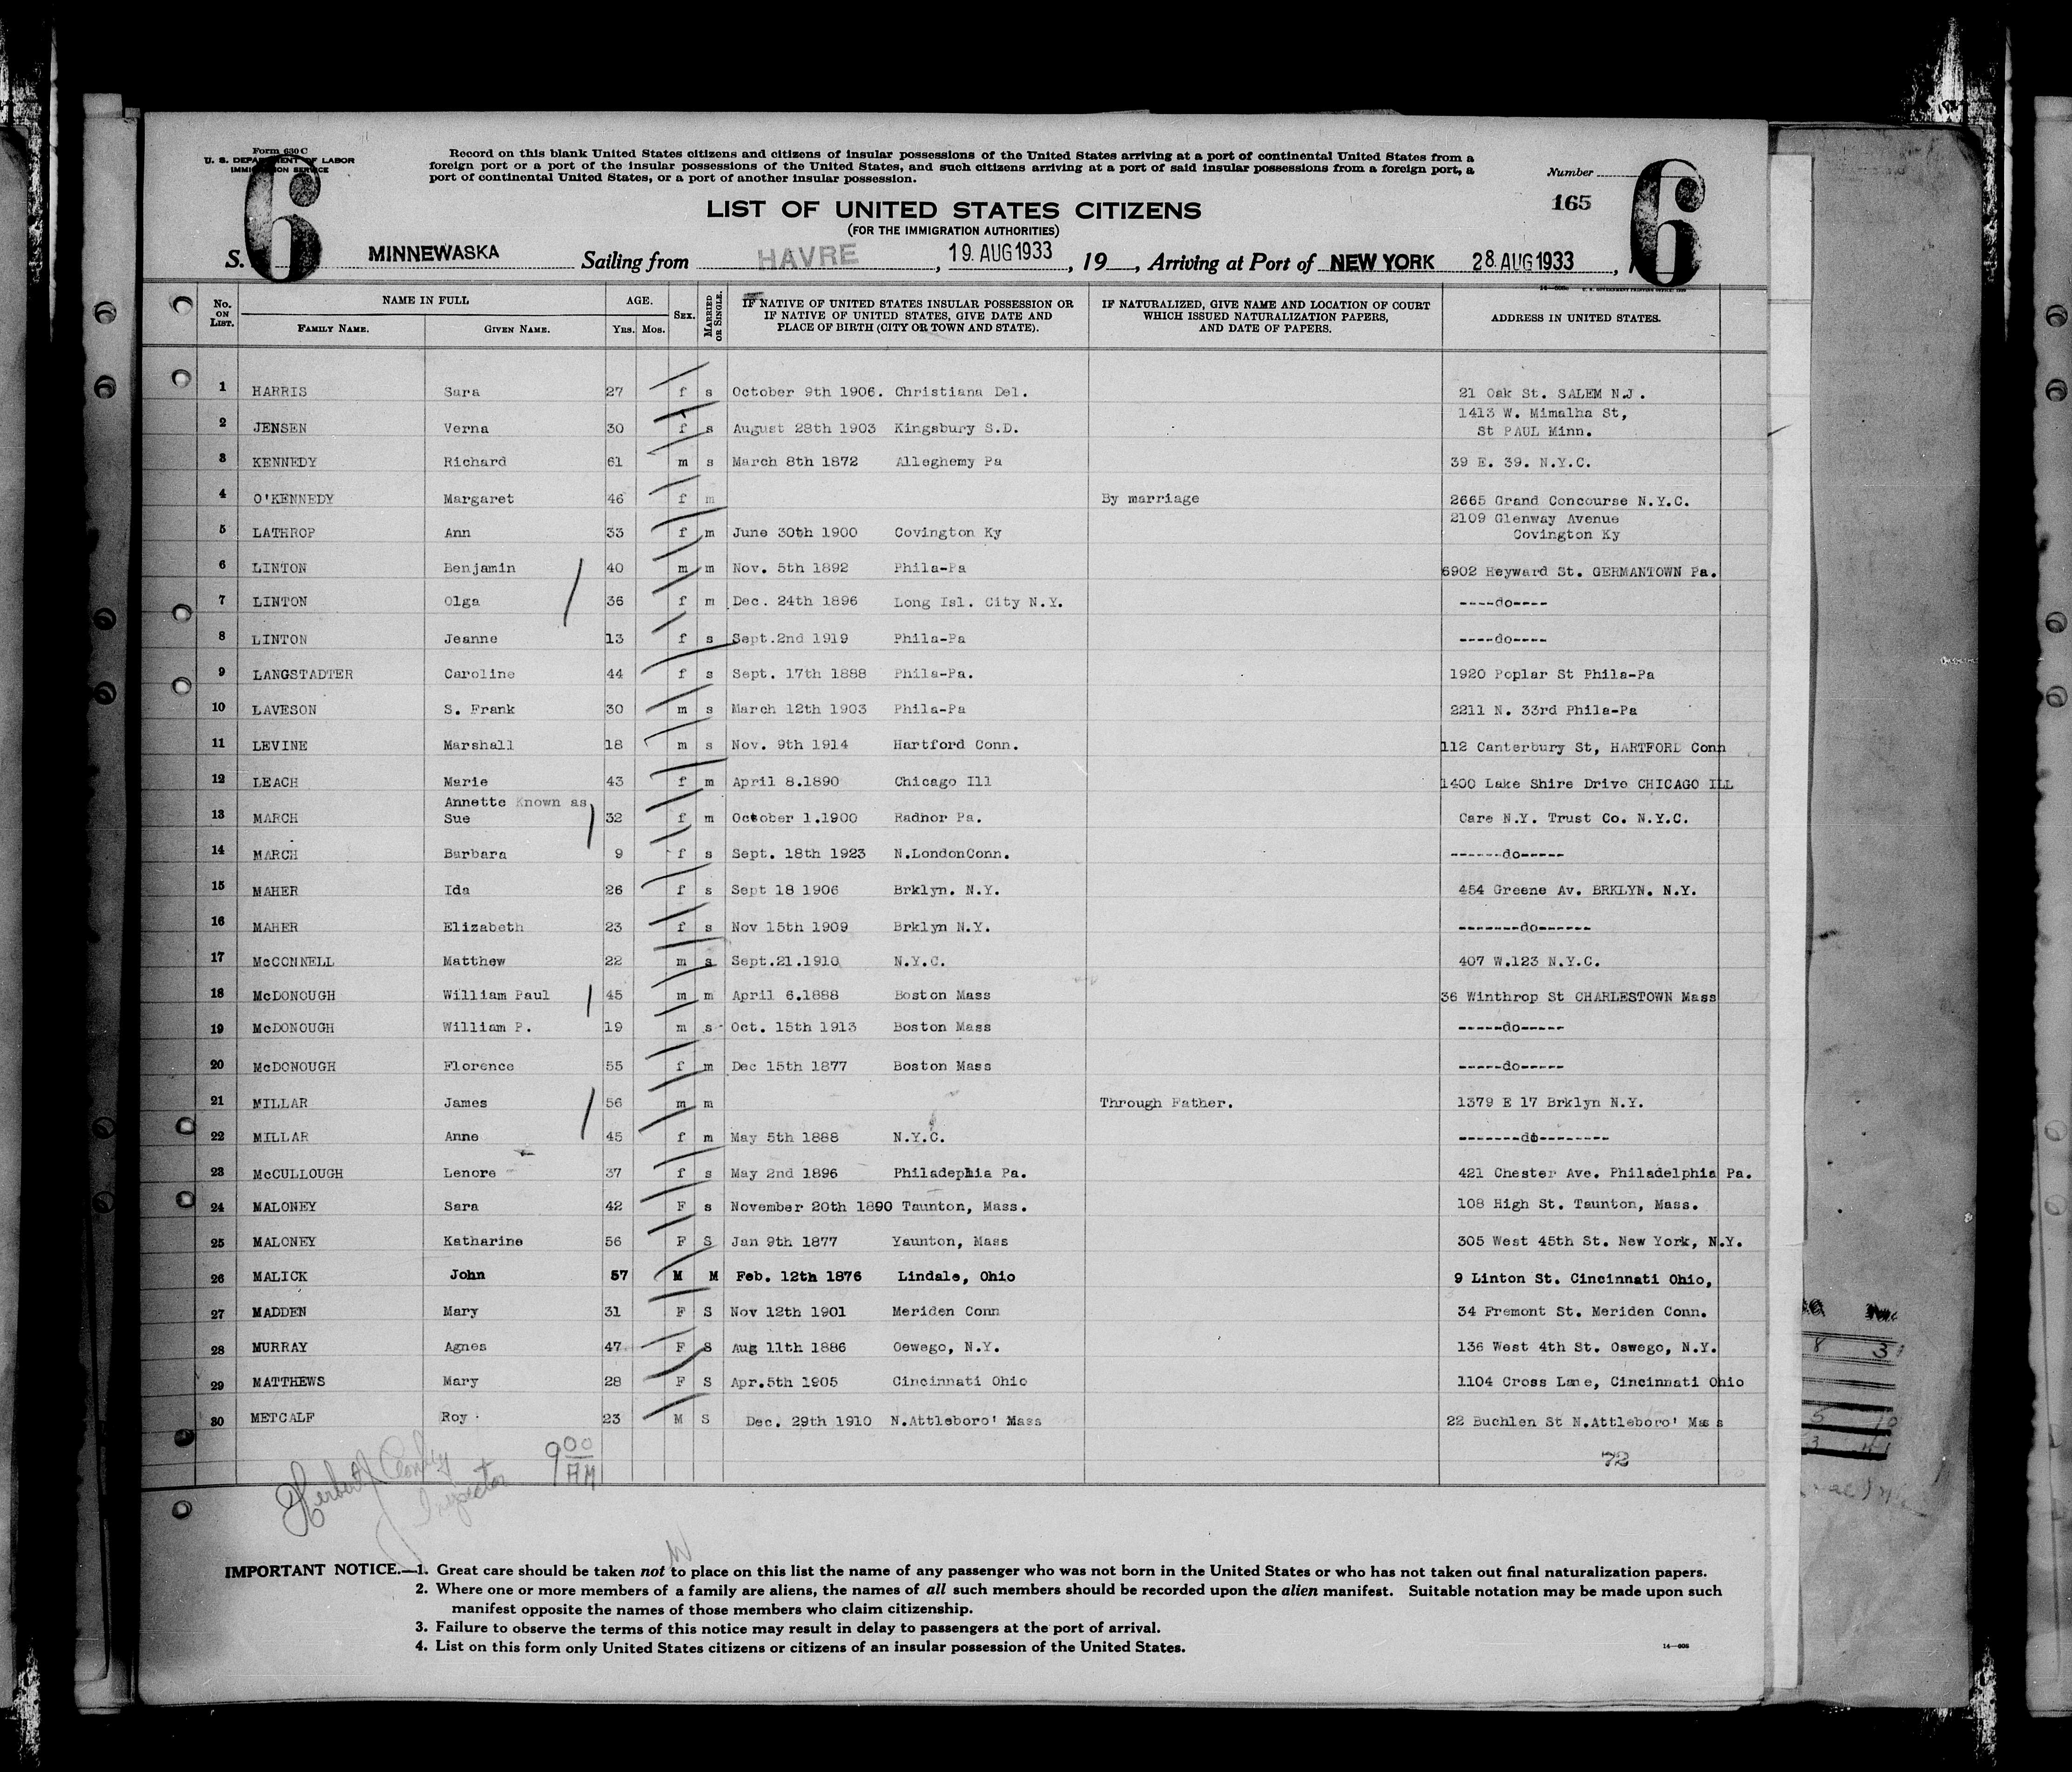 Form 630 C
U. S. DEPARTMENT OF LABOR
IMMIGRATION SERVICE
6
Record on this blank United States citizens and citizens of insular possessions of the United States arriving at a port of continental United States from a
foreign port or a port of the insular possessions of the United States, and such citizens arriving at a port of said insular possessions from a foreign port, a
port of continental United States, or a port of another insular possession.
Number
165
6
LIST OF UNITED STATES CITIZENS
(FOR THE IMMIGRATION AUTHORITIES)
S. MINNEWASKA Sailing from HAVRE, 19 AUG 1933, 19__, Arriving at Port of NEW YORK 28 AUG 1933,
No. ON LIST. NAME IN FULL AGE. SEX. MARRIED OR SINGLE. IF NATIVE OF UNITED STATES INSULAR POSSESSION OR IF NATIVE OF UNITED STATES, GIVE DATE AND PLACE OF BIRTH (CITY OR TOWN AND STATE). IF NATURALIZED, GIVE NAME AND LOCATION OF COURT WHICH ISSUED NATURALIZATION PAPERS, AND DATE OF PAPERS. ADDRESS IN UNITED STATES.
FAMILY NAME. GIVEN NAME. YRS. MOS.
1 HARRIS Sara 27 f s October 9th 1906. Christiana Del. 21 Oak St. SALEM N.J.
1413 W. Mimalha St,
2 JENSEN Verna 30 f s August 28th 1903 Kingsbury S.D. St PAUL Minn.
3 KENNEDY Richard 61 m s March 8th 1872 Alleghemy Pa 39 E. 39. N.Y.C.
4 O'KENNEDY Margaret 46 f m By marriage 2665 Grand Concourse N.Y.C.
2109 Glenway Avenue
5 LATHROP Ann 33 f m June 30th 1900 Covington Ky Covington Ky
6 LINTON Benjamin 40 m m Nov. 5th 1892 Phila-Pa 6902 Heyward St. GERMANTOWN Pa.
7 LINTON Olga 36 f m Dec. 24th 1896 Long Isl. City N.Y. ----do----
8 LINTON Jeanne 13 f s Sept.2nd 1919 Phila-Pa ----do----
9 LANGSTADTER Caroline 44 f s Sept. 17th 1888 Phila-Pa. 1920 Poplar St Phila-Pa
10 LAVESON S. Frank 30 m s March 12th 1903 Phila-Pa 2211 N. 33rd Phila-Pa
11 LEVINE Marshall 18 m s Nov. 9th 1914 Hartford Conn. 112 Canterbury St, HARTFORD Conn
12 LEACH Marie 43 f m April 8.1890 Chicago Ill 1400 Lake Shire Drive CHICAGO ILL
Annette Known as
13 MARCH Sue 32 f m October 1.1900 Radnor Pa. Care N.Y. Trust Co. N.Y.C.
14 MARCH Barbara 9 f s Sept. 18th 1923 N.LondonConn. ------do-----
15 MAHER Ida 26 f s Sept 18 1906 Brklyn. N.Y. 454 Greene Av. BRKLYN. N.Y.
16 MAHER Elizabeth 23 f s Nov 15th 1909 Brklyn N.Y. -------do------
17 McCONNELL Matthew 22 m s Sept.21.1910 N.Y.C. 407 W.123 N.Y.C.
18 McDONOUGH William Paul 45 m m April 6.1888 Boston Mass 36 Winthrop St CHARLESTOWN Mass
19 McDONOUGH William P. 19 m s Oct. 15th 1913 Boston Mass -----do-----
20 McDONOUGH Florence 55 f m Dec 15th 1877 Boston Mass -----do-----
21 MILLAR James 56 m m Through Father. 1379 E 17 Brklyn N.Y.
22 MILLAR Anne 45 f m May 5th 1888 N.Y.C. -------do--------
23 McCULLOUGH Lenore 37 f s May 2nd 1896 Philadephia Pa. 421 Chester Ave. Philadelphia Pa.
24 MALONEY Sara 42 F s November 20th 1890 Taunton, Mass. 108 High St. Taunton, Mass.
25 MALONEY Katharine 56 F S Jan 9th 1877 Yaunton, Mass 305 West 45th St. New York, N.Y.
26 MALICK John 57 M M Feb. 12th 1876 Lindale, Ohio 9 Linton St. Cincinnati Ohio,
27 MADDEN Mary 31 F S Nov 12th 1901 Meriden Conn 34 Fremont St. Meriden Conn.
28 MURRAY Agnes 47 F S Aug 11th 1886 Oswego, N.Y. 136 West 4th St. Oswego, N.Y.
29 MATTHEWS Mary 28 F S Apr.5th 1905 Cincinnati Ohio 1104 Cross Lane, Cincinnati Ohio
30 METCALF Roy 23 M S Dec. 29th 1910 N.Attleboro' Mass 22 Buchlen St N.Attleboro' Mass
72
9 00 AM
Inspector
IMPORTANT NOTICE.—1. Great care should be taken not to place on this list the name of any passenger who was not born in the United States or who has not taken out final naturalization papers.
2. Where one or more members of a family are aliens, the names of all such members should be recorded upon the alien manifest. Suitable notation may be made upon such
manifest opposite the names of those members who claim citizenship.
3. Failure to observe the terms of this notice may result in delay to passengers at the port of arrival.
4. List on this form only United States citizens or citizens of an insular possession of the United States.